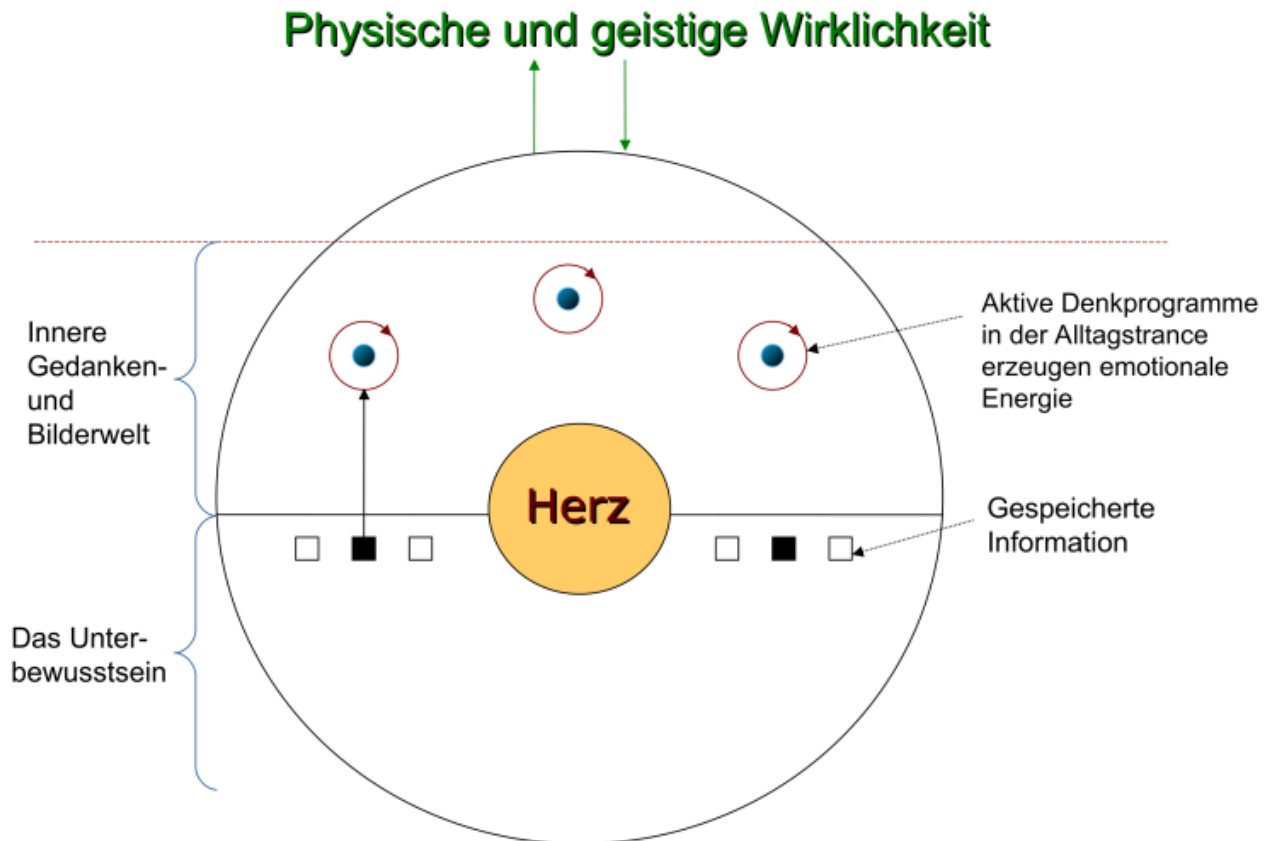 Physische und geistige Wirklichkeit
Innere
Gedanken-
und
Bilderwelt
Aktive Denkprogramme
in der Alltagstrance
erzeugen emotionale
Energie
Herz
Gespeicherte
Information
Das Unter-
bewusstsein